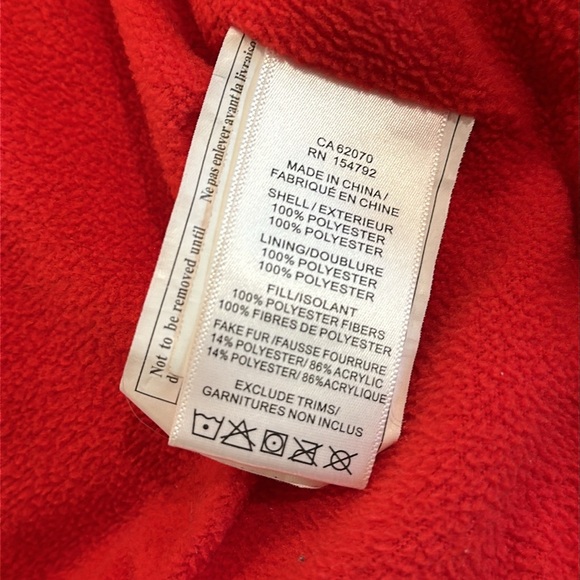 CA 62070
RN 154792
MADE IN CHINA/
FABRIQUÉ EN CHINE
SHELL/EXTERIEUR
100% POLYESTER
100% POLYESTER
LINING/DOUBLURE
100% POLYESTER
100% POLYESTER
FILL/ISOLANT
100% POLYESTER FIBERS
100% FIBRES DE POLYESTER
FAKE FUR/FAUSSE FOURRURE
14% POLYESTER/ 86% ACRYLIC
14% POLYESTER/ 86%ACRYLIQUE
EXCLUDE TRIMS/
GARNITURES NON INCLUS
Not to be removed until
Ne pas enlever avant la livraison